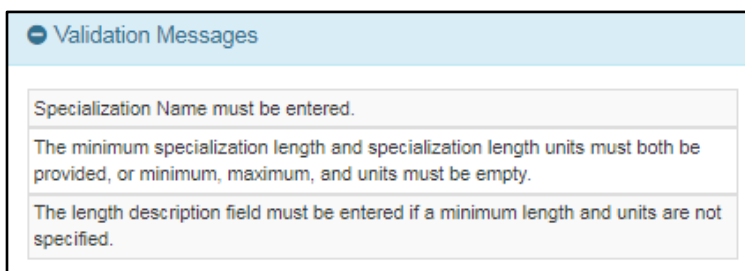 Validation Messages
Specialization Name must be entered.
The minimum specialization length and specialization length units must both be
provided, or minimum, maximum, and units must be empty.
The length description field must be entered if a minimum length and units are not
specified.